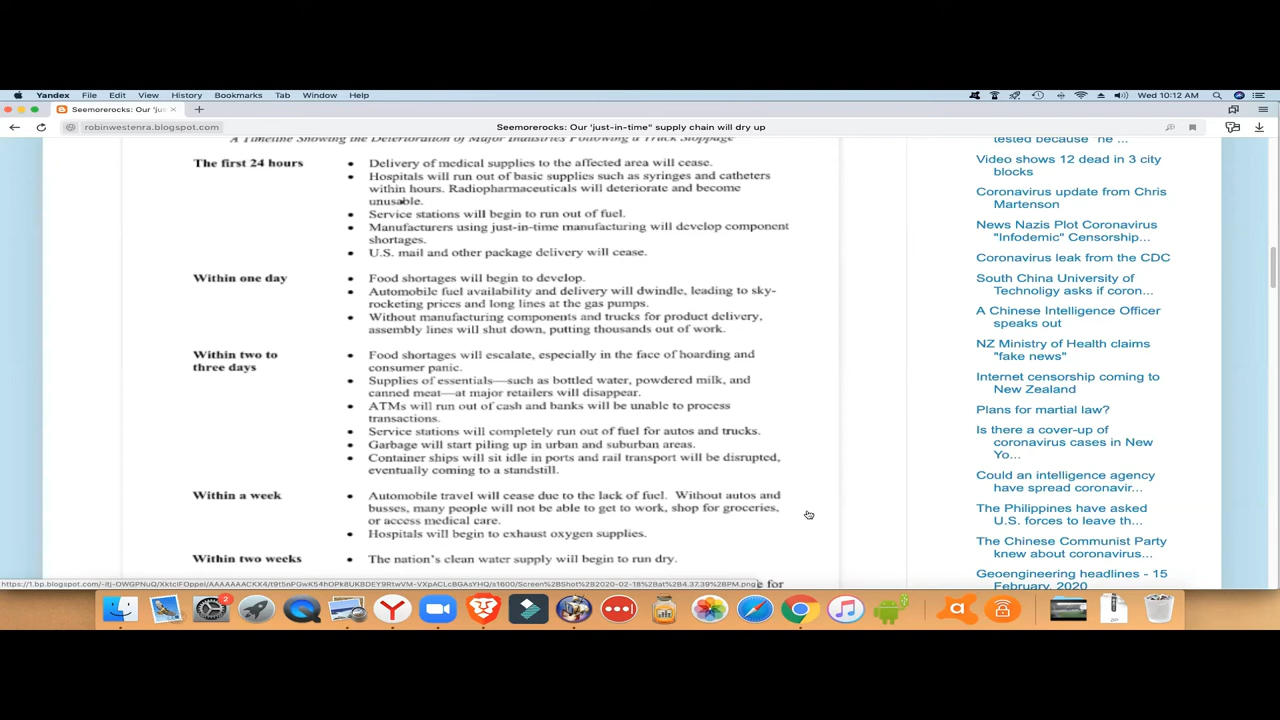 Yandex File Edit View History Bookmarks Tab Window Help Wed 10:12 AM
Seemorerocks: Our 'jus
robinwestenra.blogspot.com Seemorerocks: Our 'just-in-time" supply chain will dry up
A Timeline Showing the Deterioration of Major Industries Following a Truck Stoppage
The first 24 hours
• Delivery of medical supplies to the affected area will cease.
• Hospitals will run out of basic supplies such as syringes and catheters
within hours. Radiopharmaceuticals will deteriorate and become
unusable.
• Service stations will begin to run out of fuel.
• Manufacturers using just-in-time manufacturing will develop component
shortages.
• U.S. mail and other package delivery will cease.
Within one day
• Food shortages will begin to develop.
• Automobile fuel availability and delivery will dwindle, leading to sky-
rocketing prices and long lines at the gas pumps.
• Without manufacturing components and trucks for product delivery,
assembly lines will shut down, putting thousands out of work.
Within two to
three days
• Food shortages will escalate, especially in the face of hoarding and
consumer panic.
• Supplies of essentials—such as bottled water, powdered milk, and
canned meat—at major retailers will disappear.
• ATMs will run out of cash and banks will be unable to process
transactions.
• Service stations will completely run out of fuel for autos and trucks.
• Garbage will start piling up in urban and suburban areas.
• Container ships will sit idle in ports and rail transport will be disrupted,
eventually coming to a standstill.
Within a week
• Automobile travel will cease due to the lack of fuel. Without autos and
busses, many people will not be able to get to work, shop for groceries,
or access medical care.
• Hospitals will begin to exhaust oxygen supplies.
Within two weeks
• The nation's clean water supply will begin to run dry.
for
tested because "he ...
Video shows 12 dead in 3 city
blocks
Coronavirus update from Chris
Martenson
News Nazis Plot Coronavirus
"Infodemic" Censorship...
Coronavirus leak from the CDC
South China University of
Technoligy asks if coron...
A Chinese Intelligence Officer
speaks out
NZ Ministry of Health claims
"fake news"
Internet censorship coming to
New Zealand
Plans for martial law?
Is there a cover-up of
coronavirus cases in New
Yo...
Could an intelligence agency
have spread coronavir...
The Philippines have asked
U.S. forces to leave th...
The Chinese Communist Party
knew about coronavirus...
Geoengineering headlines - 15
February, 2020
2